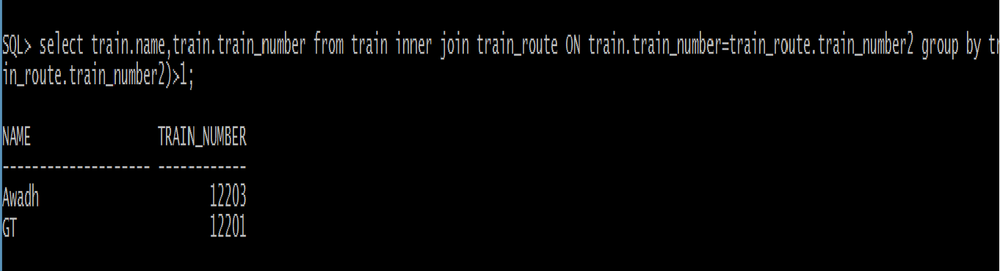 SQL> select train.name,train.train_number from train inner join train_route ON train.train_number=train_route.train_number2 group by tr
in_route.train_number2)>1;
NAME TRAIN_NUMBER
-------------------- ------------
Awadh 12203
GT 12201